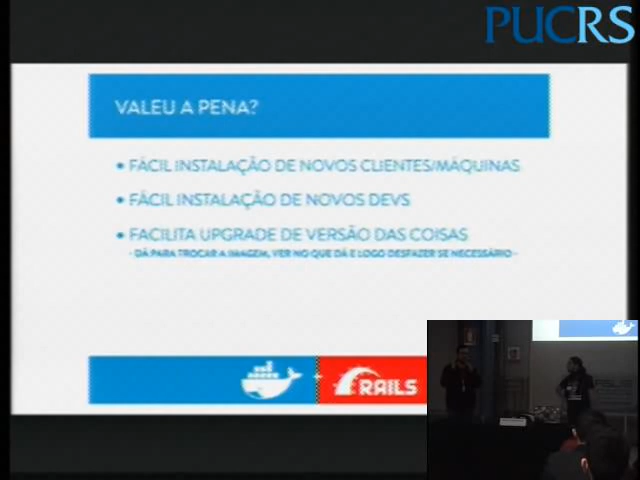 PUCRS
VALEU A PENA?
• FÁCIL INSTALAÇÃO DE NOVOS CLIENTES/MÁQUINAS
• FÁCIL INSTALAÇÃO DE NOVOS DEVS
• FACILITA UPGRADE DE VERSÃO DAS COISAS
- DÁ PARA TROCAR A IMAGEM, VER NO QUE DÁ E LOGO DESFAZER SE NECESSÁRIO -
+ RAILS